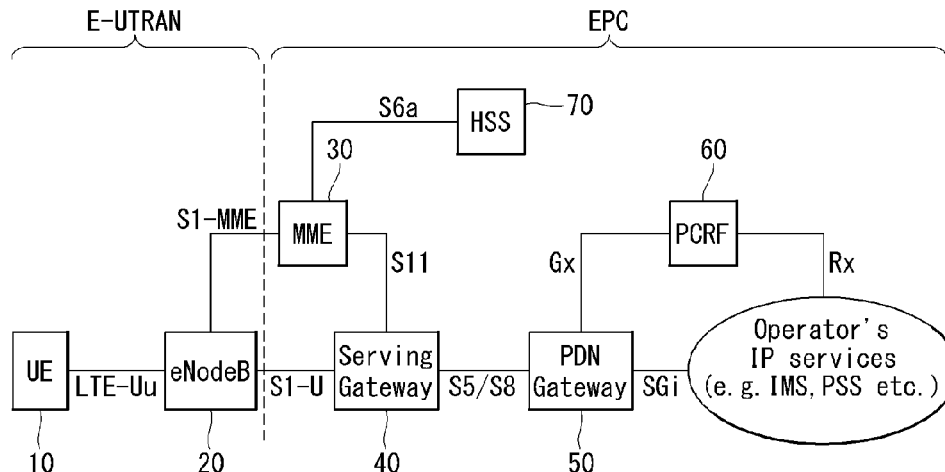 E-UTRAN
EPC
S6a
HSS
70
30
60
S1-MME
MME
PCRF
S11
Gx
Rx
UE
LTE-Uu
eNodeB
S1-U
Serving
Gateway
S5/S8
PDN
Gateway
SGi
Operator's
IP services
(e.g. IMS, PSS etc.)
10
20
40
50